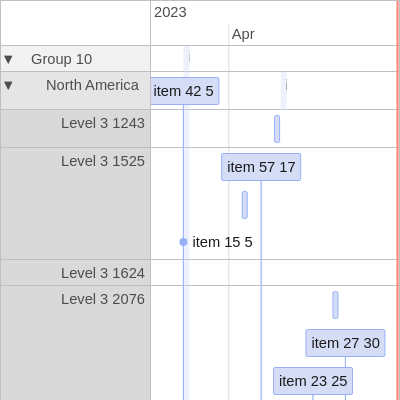 2023
Apr
▼ Group 10
▼ North America
item 42 5
Level 3 1243
Level 3 1525
item 57 17
item 15 5
Level 3 1624
Level 3 2076
item 27 30
item 23 25